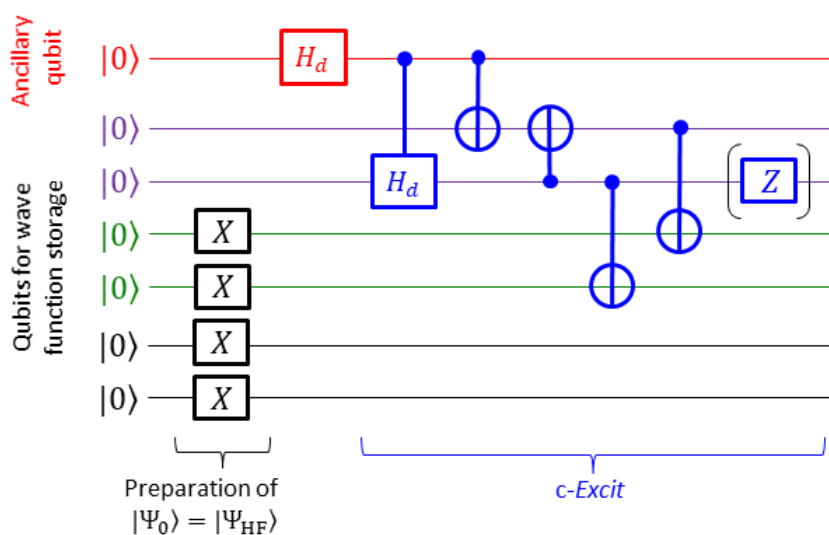 Ancillary
qubit
Qubits for wave
function storage
|0⟩
H_d
|0⟩
|0⟩
H_d
( Z )
|0⟩
X
|0⟩
X
|0⟩
X
|0⟩
X
Preparation of
|Ψ₀⟩ = |Ψ_HF⟩
c-Excit